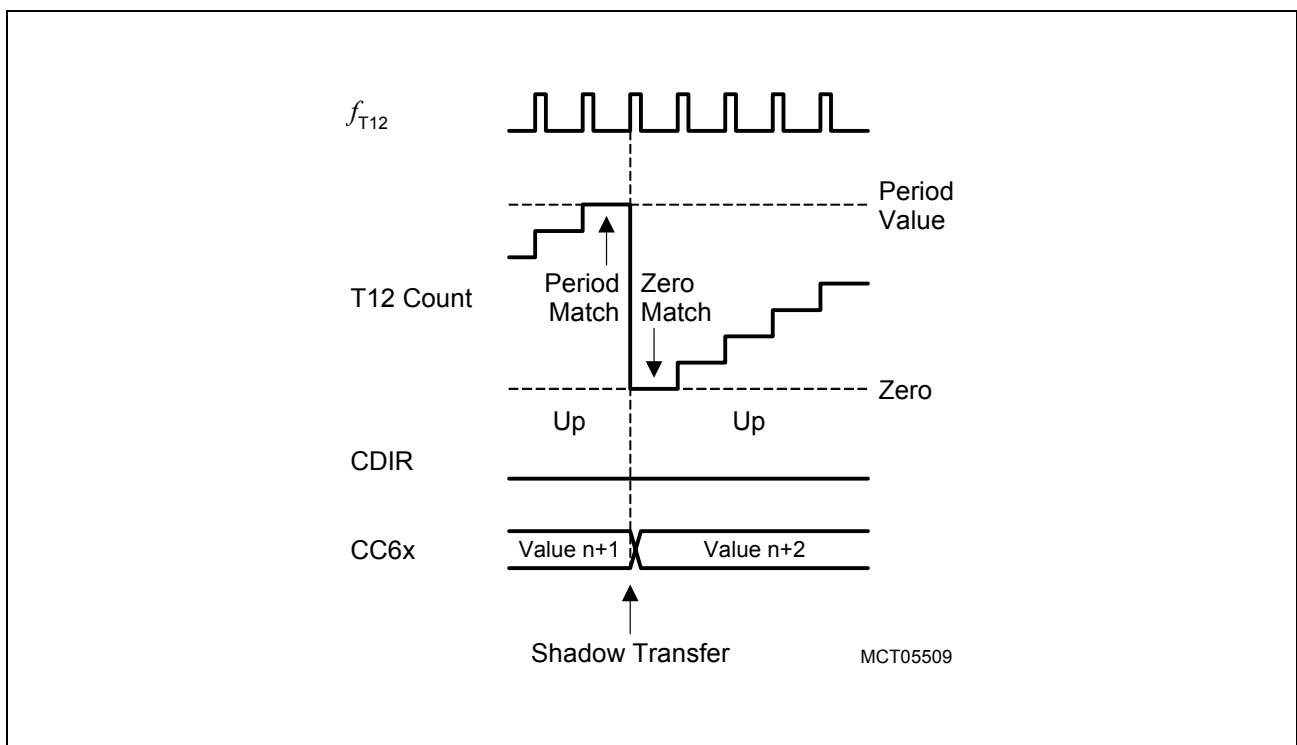 fT12
Period
Value
T12 Count
Period
Match
Zero
Match
Zero
Up
Up
CDIR
CC6x
Value n+1
Value n+2
Shadow Transfer
MCT05509